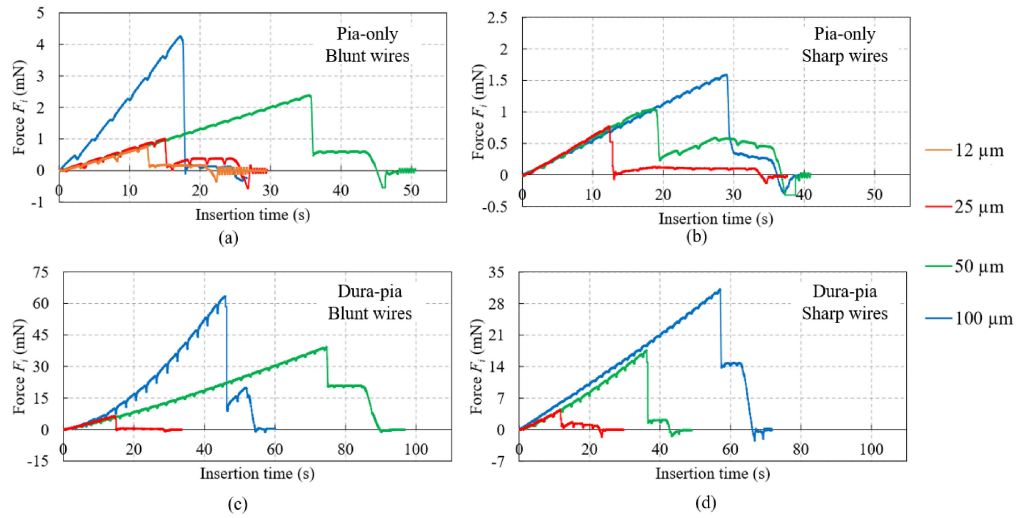 Force Fi (mN)
5
4
3
2
1
0
-1
0 10 20 30 40 50
Pia-only
Blunt wires
Insertion time (s)
(a)
Force Fi (mN)
2.5
2
1.5
1
0.5
0
-0.5
0 10 20 30 40 50
Pia-only
Sharp wires
Insertion time (s)
(b)
Force Fi (mN)
75
60
45
30
15
0
-15
0 20 40 60 80 100
Dura-pia
Blunt wires
Insertion time (s)
(c)
Force Fi (mN)
35
28
21
14
7
0
-7
0 20 40 60 80 100
Dura-pia
Sharp wires
Insertion time (s)
(d)
12 µm
25 µm
50 µm
100 µm